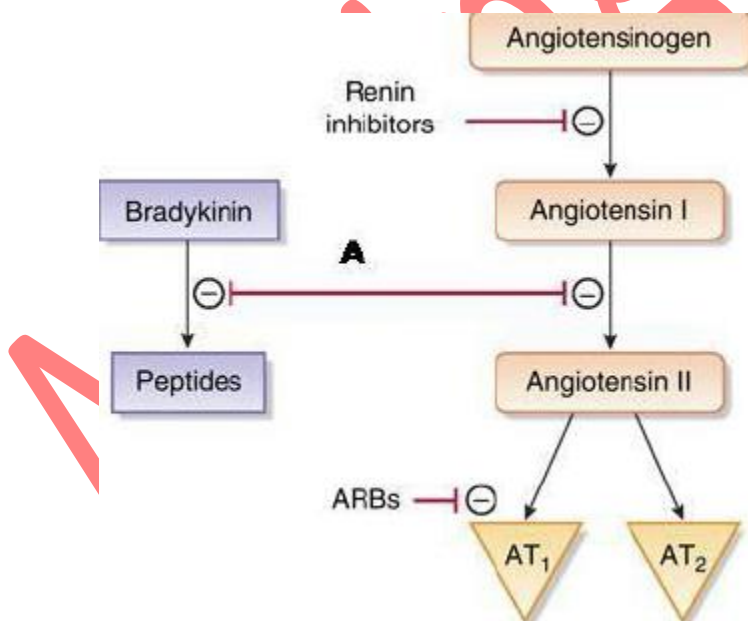 Angiotensinogen
Renin
inhibitors
Bradykinin
Angiotensin I
A
Peptides
Angiotensin II
ARBs
AT1
AT2